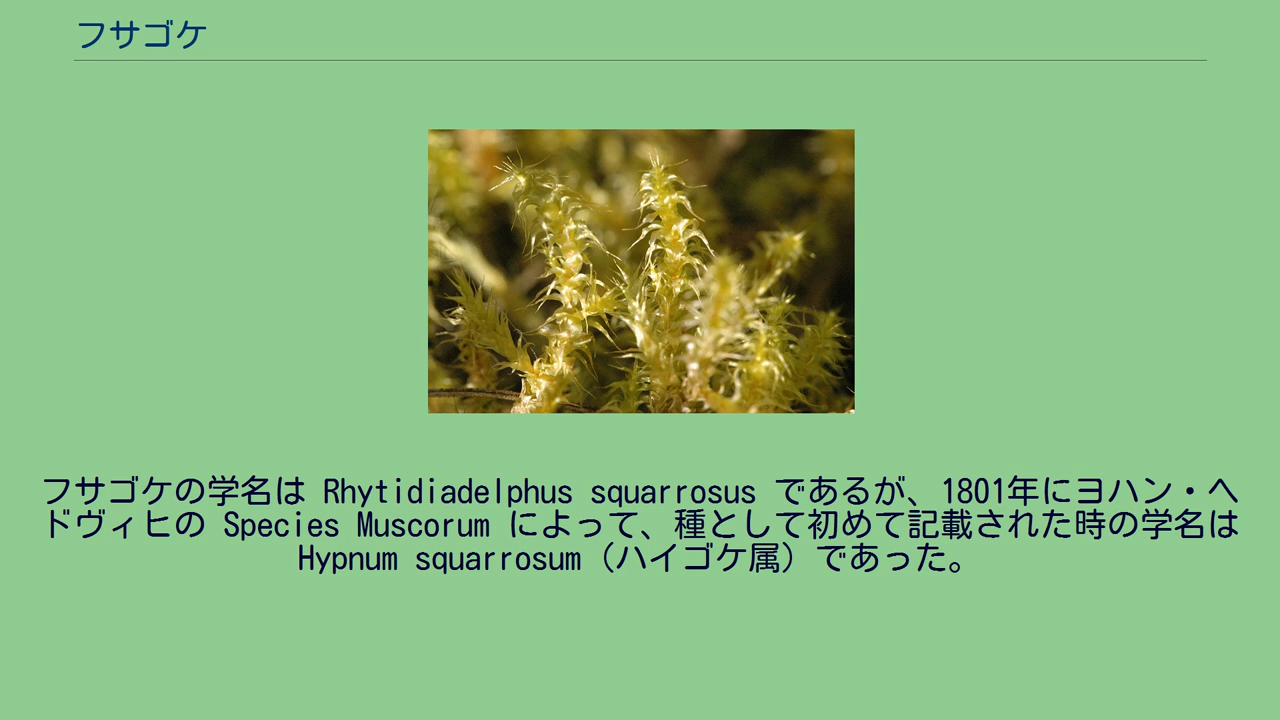 フサゴケ
フサゴケの学名は Rhytidiadelphus squarrosus であるが、1801年にヨハン・ヘ
ドヴィヒの Species Muscorum によって、種として初めて記載された時の学名は
Hypnum squarrosum（ハイゴケ属）であった。